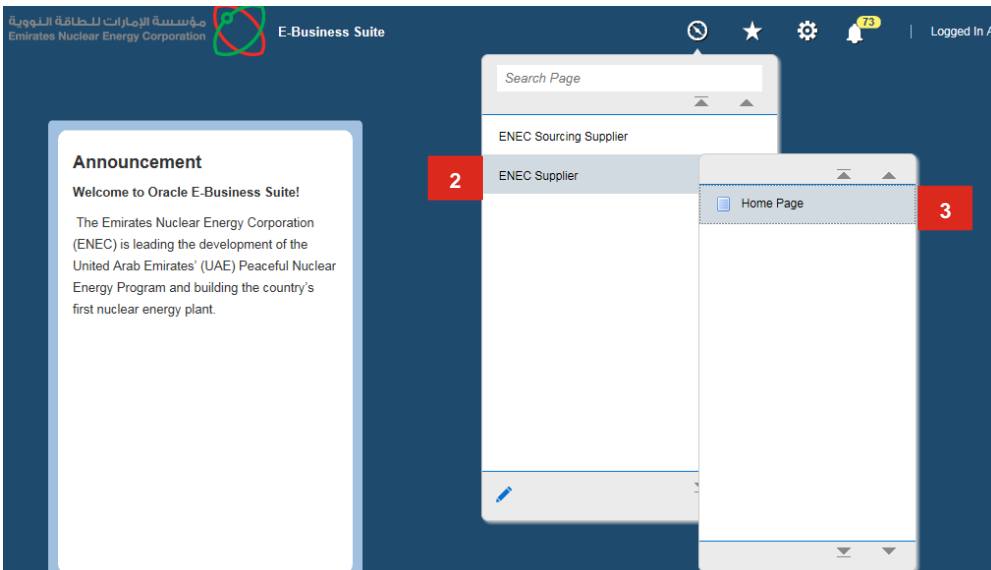 مؤسسة الإمارات للطاقة النووية
Emirates Nuclear Energy Corporation
E-Business Suite
73
Logged In A
Search Page
ENEC Sourcing Supplier
2
ENEC Supplier
Home Page
3
Announcement
Welcome to Oracle E-Business Suite!
The Emirates Nuclear Energy Corporation
(ENEC) is leading the development of the
United Arab Emirates' (UAE) Peaceful Nuclear
Energy Program and building the country's
first nuclear energy plant.